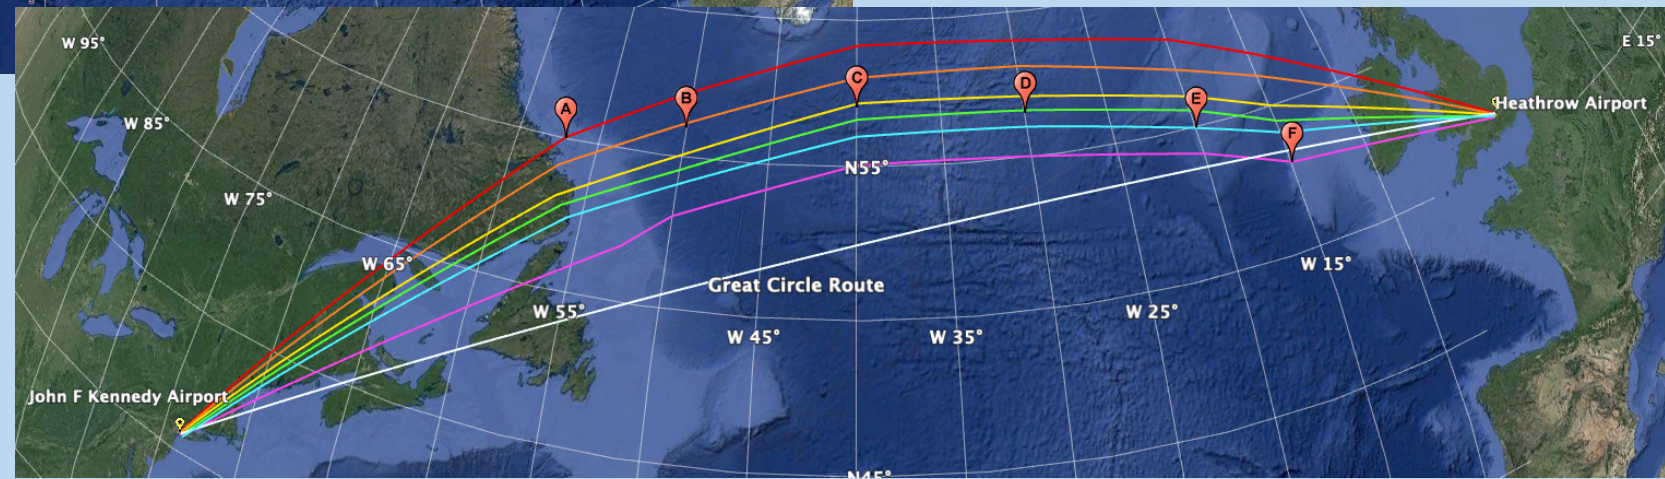 W 95°
E 15°
A
B
C
D
E
F
Heathrow Airport
W 85°
N55°
W 75°
W 65°
W 15°
Great Circle Route
W 55°
W 25°
W 45°
W 35°
John F Kennedy Airport
N45°